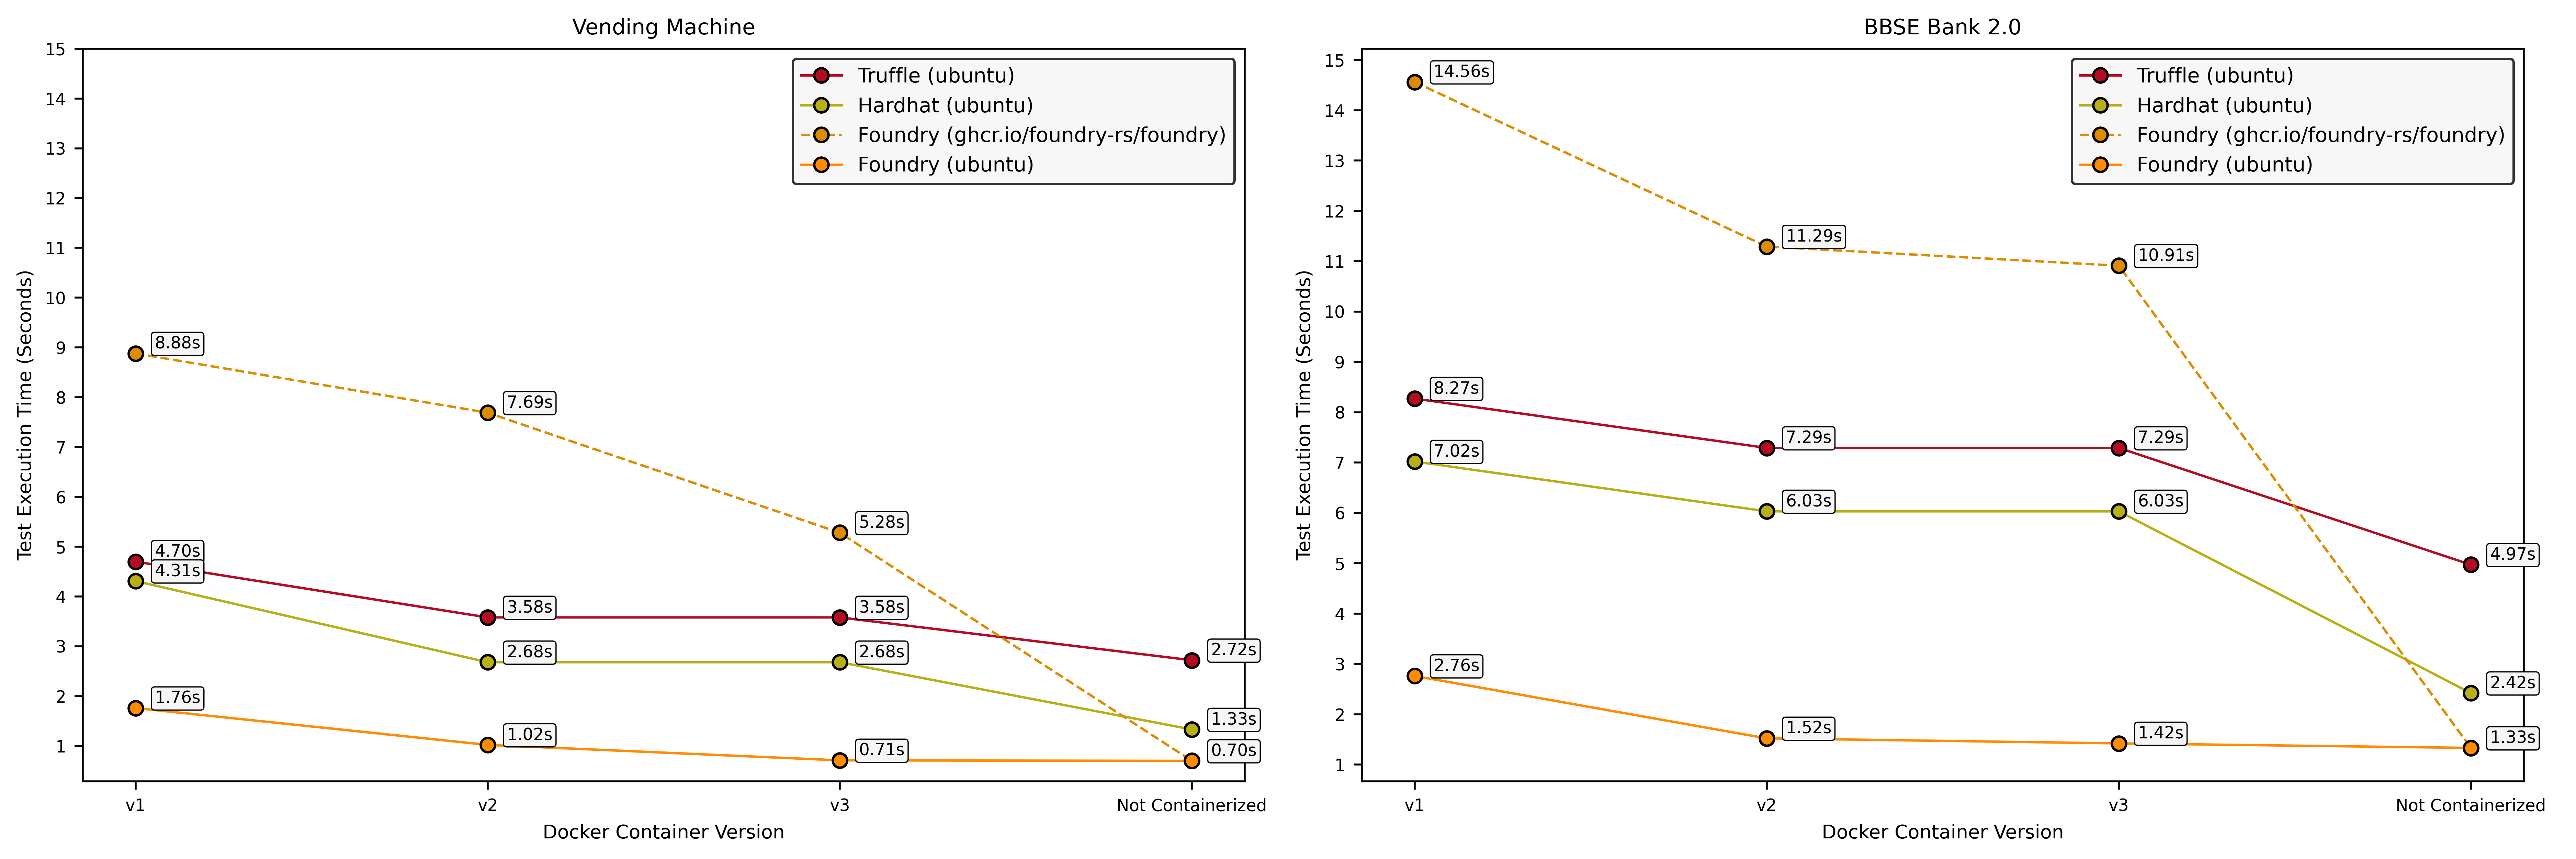 Vending Machine
Test Execution Time (Seconds)
15
14
13
12
11
10
9
8
7
6
5
4
3
2
1
Truffle (ubuntu)
Hardhat (ubuntu)
Foundry (ghcr.io/foundry-rs/foundry)
Foundry (ubuntu)
8.88s
7.69s
5.28s
4.70s
4.31s
3.58s
3.58s
2.72s
2.68s
2.68s
1.33s
1.76s
1.02s
0.71s
0.70s
v1
v2
v3
Not Containerized
Docker Container Version
BBSE Bank 2.0
Test Execution Time (Seconds)
15
14
13
12
11
10
9
8
7
6
5
4
3
2
1
Truffle (ubuntu)
Hardhat (ubuntu)
Foundry (ghcr.io/foundry-rs/foundry)
Foundry (ubuntu)
14.56s
11.29s
10.91s
8.27s
7.29s
7.29s
4.97s
7.02s
6.03s
6.03s
2.42s
2.76s
1.52s
1.42s
1.33s
v1
v2
v3
Not Containerized
Docker Container Version